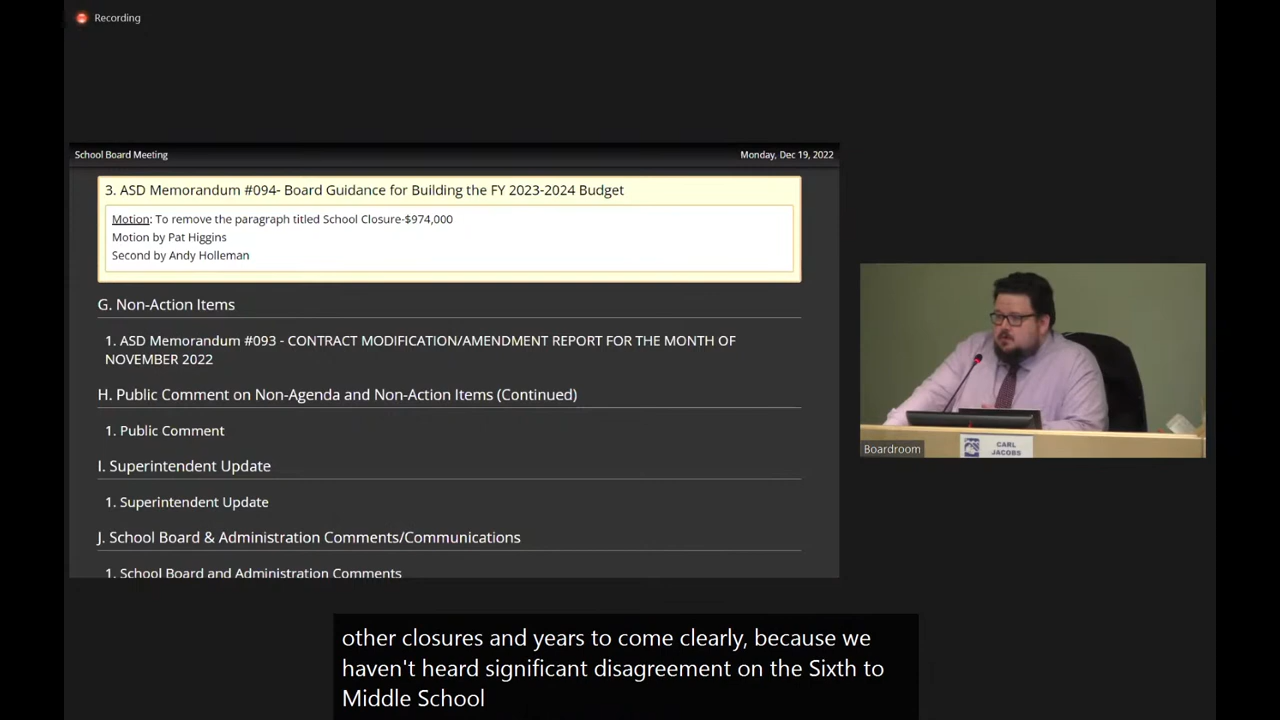 Recording
School Board Meeting
Monday, Dec 19, 2022
3. ASD Memorandum #094- Board Guidance for Building the FY 2023-2024 Budget
Motion: To remove the paragraph titled School Closure-$974,000
Motion by Pat Higgins
Second by Andy Holleman
G. Non-Action Items
1. ASD Memorandum #093 - CONTRACT MODIFICATION/AMENDMENT REPORT FOR THE MONTH OF
NOVEMBER 2022
H. Public Comment on Non-Agenda and Non-Action Items (Continued)
1. Public Comment
I. Superintendent Update
1. Superintendent Update
J. School Board & Administration Comments/Communications
1. School Board and Administration Comments
CARL
JACOBS
Boardroom
other closures and years to come clearly, because we
haven't heard significant disagreement on the Sixth to
Middle School